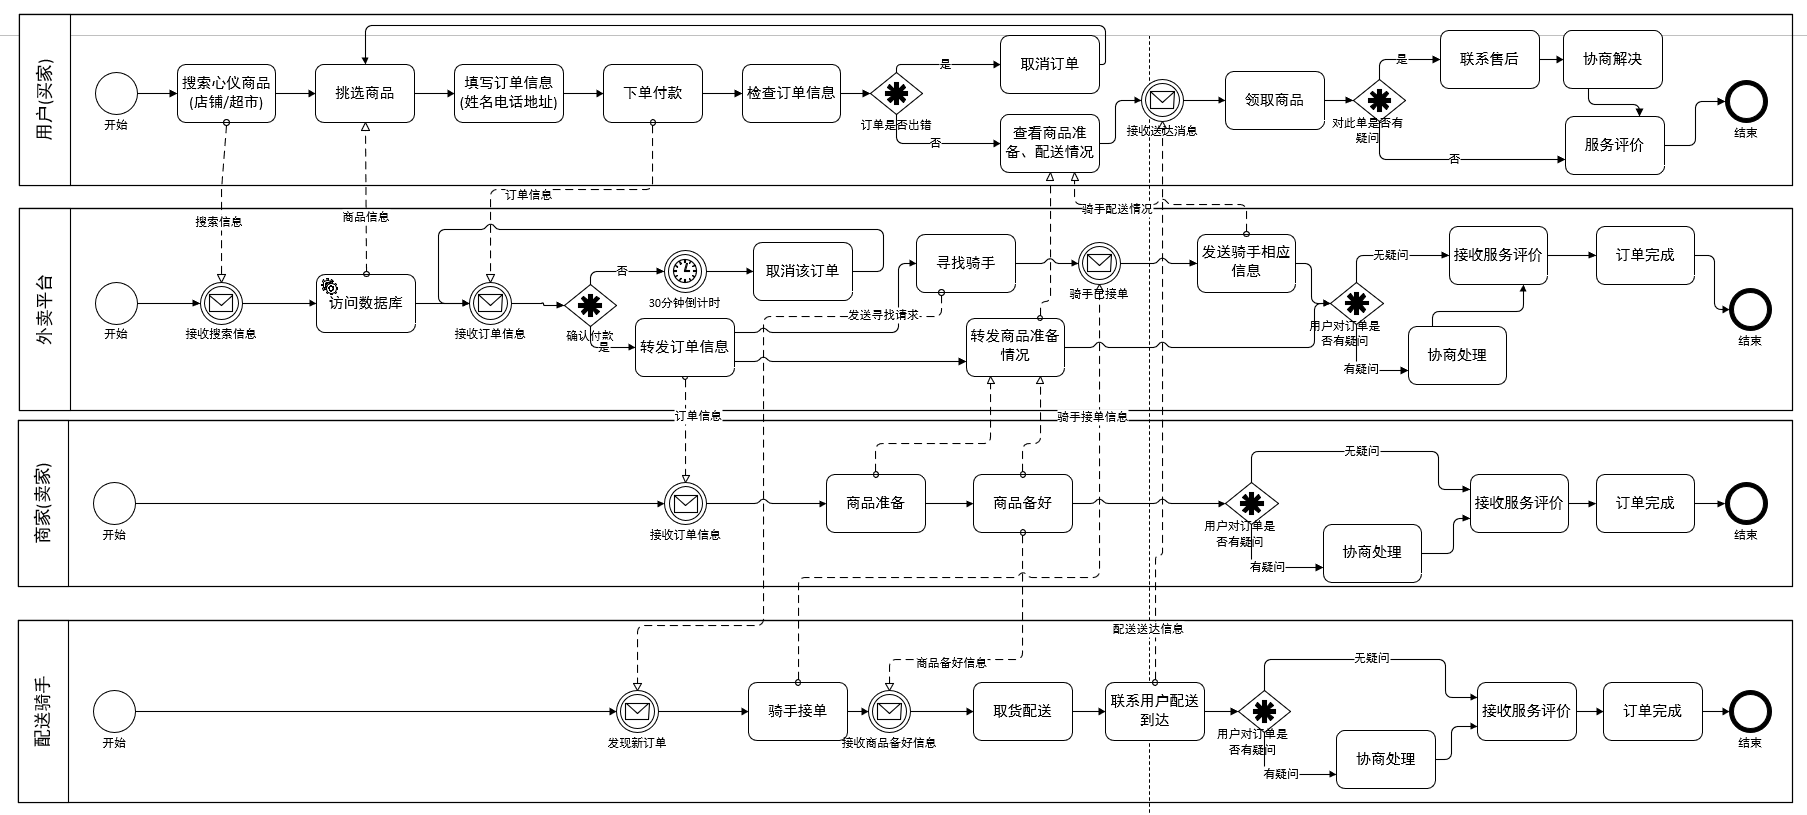 用户(买家)
开始
搜索心仪商品
(店铺/超市)
挑选商品
填写订单信息
(姓名电话地址)
下单付款
检查订单信息
订单是否出错
是
否
取消订单
查看商品准
备、配送情况
接收送达消息
领取商品
对此单是否有
疑问
是
否
联系售后
协商解决
服务评价
结束
搜索信息
商品信息
订单信息
骑手配送情况
外卖平台
开始
接收搜索信息
访问数据库
接收订单信息
确认付款
否
是
30分钟倒计时
取消该订单
转发订单信息
发送寻找请求
寻找骑手
转发商品准备
情况
骑手已接单
发送骑手相应
信息
用户对订单是
否有疑问
无疑问
有疑问
接收服务评价
协商处理
订单完成
结束
订单信息
骑手接单信息
商家(卖家)
开始
接收订单信息
商品准备
商品备好
用户对订单是
否有疑问
无疑问
有疑问
协商处理
接收服务评价
订单完成
结束
配送送达信息
商品备好信息
配送骑手
开始
发现新订单
骑手接单
接收商品备好信息
取货配送
联系用户配送
到达
用户对订单是
否有疑问
无疑问
有疑问
协商处理
接收服务评价
订单完成
结束